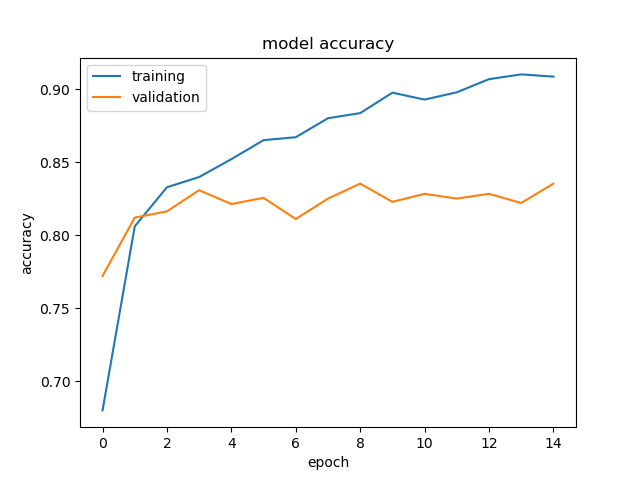 model accuracy
training
validation
0.90
0.85
0.80
0.75
0.70
accuracy
0 2 4 6 8 10 12 14
epoch